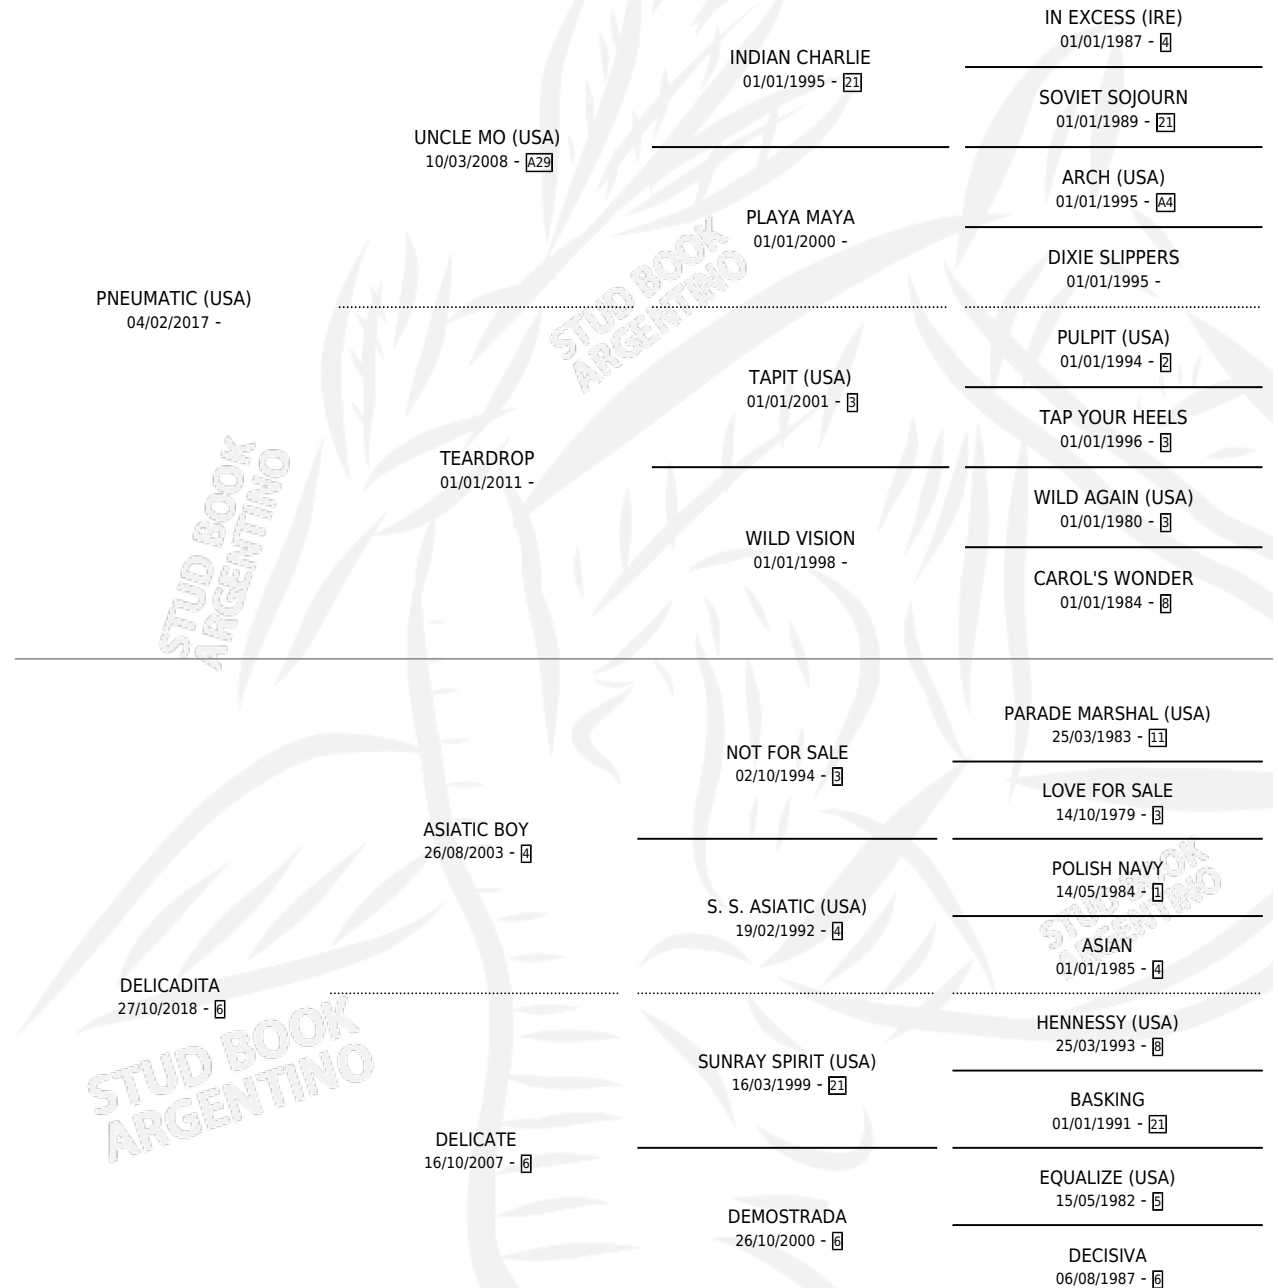 IN EXCESS (IRE)
01/01/1987 - 4
INDIAN CHARLIE
01/01/1995 - 21
SOVIET SOJOURN
01/01/1989 - 21
UNCLE MO (USA)
10/03/2008 - A29
ARCH (USA)
01/01/1995 - A4
PLAYA MAYA
01/01/2000 -
DIXIE SLIPPERS
01/01/1995 -
PNEUMATIC (USA)
04/02/2017 -
STUD BOOK
ARGENTINO
PULPIT (USA)
01/01/1994 - 2
TAPIT (USA)
01/01/2001 - 3
TAP YOUR HEELS
01/01/1996 - 3
TEARDROP
01/01/2011 -
WILD AGAIN (USA)
01/01/1980 - 3
WILD VISION
01/01/1998 -
CAROL'S WONDER
01/01/1984 - 8
STUD BOOK
ARGENTINO
PARADE MARSHAL (USA)
25/03/1983 - 11
NOT FOR SALE
02/10/1994 - 3
LOVE FOR SALE
14/10/1979 - 3
ASIATIC BOY
26/08/2003 - 4
POLISH NAVY
14/05/1984 - 1
S. S. ASIATIC (USA)
19/02/1992 - 4
STUD BOOK
ARGENTINO
ASIAN
01/01/1985 - 4
DELICADITA
27/10/2018 - 6
HENNESSY (USA)
25/03/1993 - 8
SUNRAY SPIRIT (USA)
16/03/1999 - 21
BASKING
01/01/1991 - 21
STUD BOOK
ARGENTINO
DELICATE
16/10/2007 - 6
EQUALIZE (USA)
15/05/1982 - 5
DEMOSTRADA
26/10/2000 - 6
DECISIVA
06/08/1987 - 6